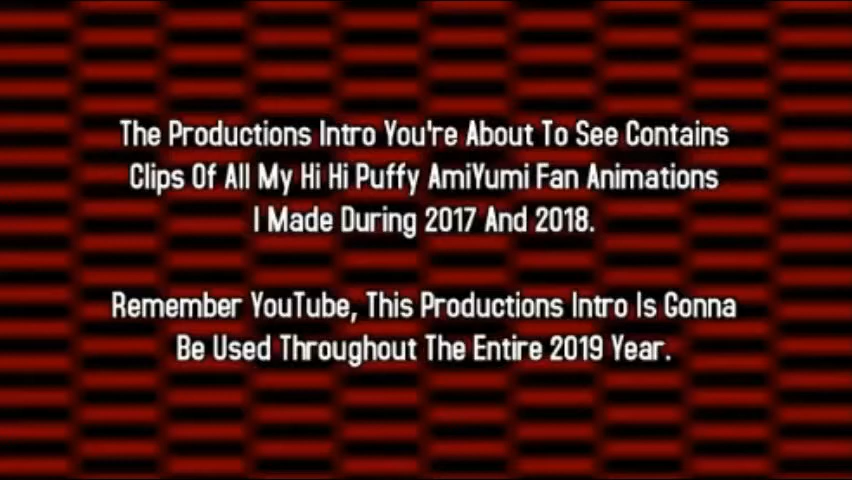 The Productions Intro You're About To See Contains
Clips Of All My Hi Hi Puffy AmiYumi Fan Animations
I Made During 2017 And 2018.
Remember YouTube, This Productions Intro Is Gonna
Be Used Throughout The Entire 2019 Year.